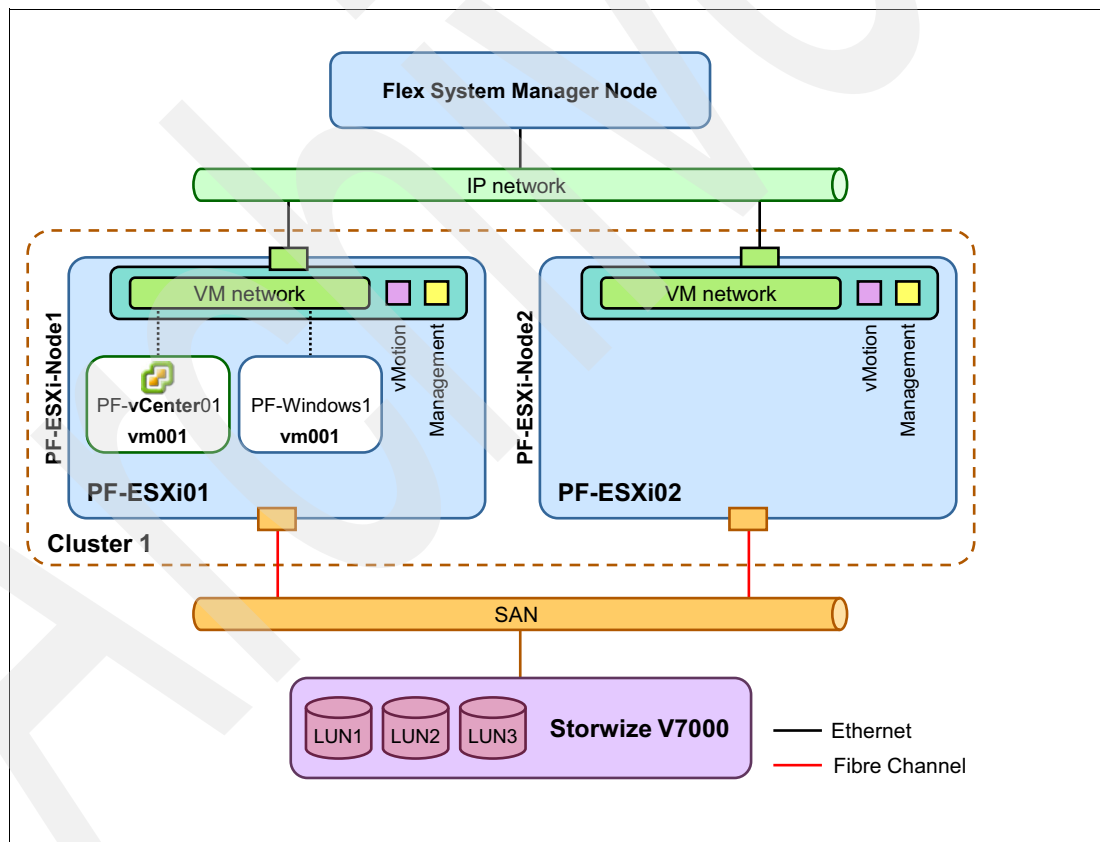 Flex System Manager Node
IP network
VM network
VM network
PF-ESXi-Node1
vMotion
Management
PF-ESXi-Node2
vMotion
Management
PF-vCenter01
vm001
PF-Windows1
vm001
PF-ESXi01
PF-ESXi02
Cluster 1
SAN
LUN1
LUN2
LUN3
Storwize V7000
Ethernet
Fibre Channel